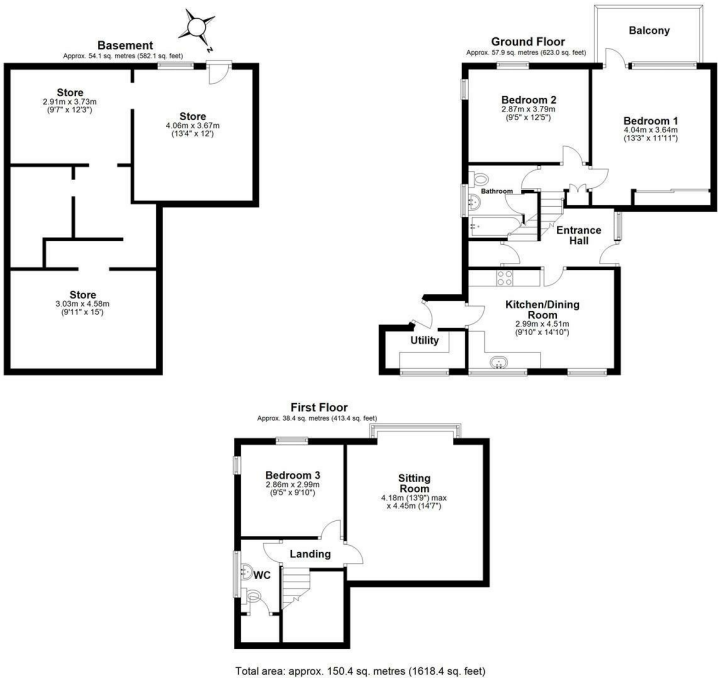 N
Basement
Approx. 54.1 sq. metres (582.1 sq. feet)
Store
2.91m x 3.73m
(9'7" x 12'3")
Store
4.06m x 3.67m
(13'4" x 12')
Store
3.03m x 4.58m
(9'11" x 15')
Ground Floor
Approx. 57.9 sq. metres (623.0 sq. feet)
Balcony
Bedroom 2
2.87m x 3.79m
(9'5" x 12'5")
Bedroom 1
4.04m x 3.64m
(13'3" x 11'11")
Bathroom
Entrance
Hall
Kitchen/Dining
Room
2.99m x 4.51m
(9'10" x 14'10")
Utility
First Floor
Approx. 38.4 sq. metres (413.4 sq. feet)
Bedroom 3
2.86m x 2.99m
(9'5" x 9'10")
Sitting
Room
4.18m (13'9") max
x 4.45m (14'7")
Landing
WC
Total area: approx. 150.4 sq. metres (1618.4 sq. feet)